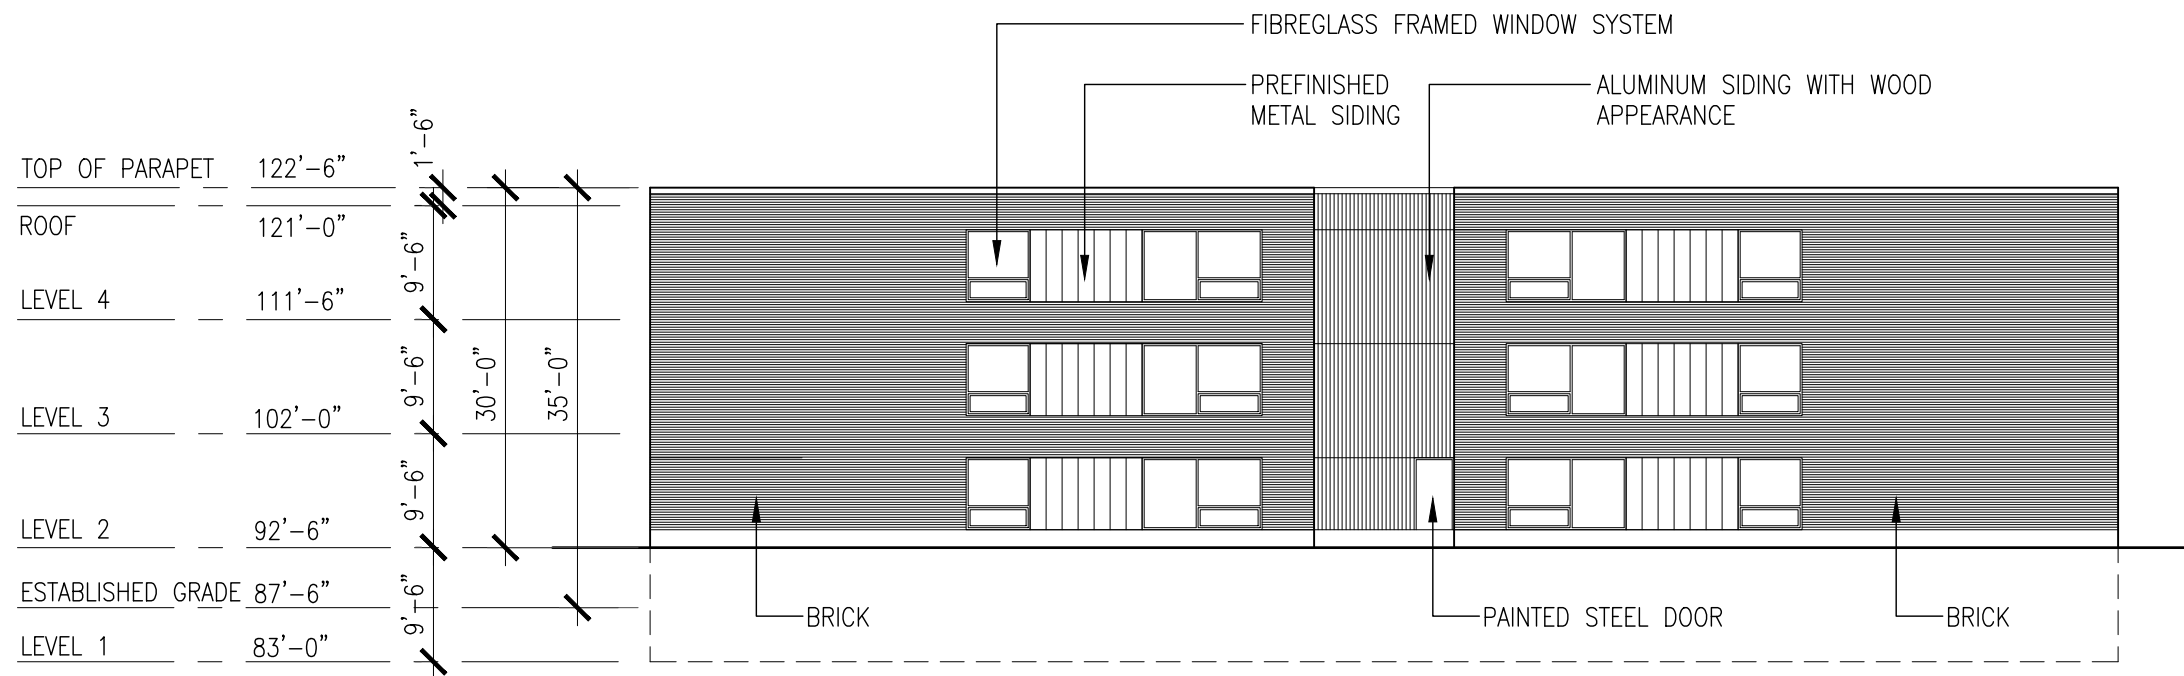 FIBREGLASS FRAMED WINDOW SYSTEM
PREFINISHED
METAL SIDING
ALUMINUM SIDING WITH WOOD
APPEARANCE
TOP OF PARAPET 122'-6"
1'-6"
ROOF 121'-0"
9'-6"
LEVEL 4 111'-6"
9'-6"
30'-0"
35'-0"
LEVEL 3 102'-0"
9'-6"
LEVEL 2 92'-6"
ESTABLISHED GRADE 87'-6"
9'-6"
LEVEL 1 83'-0"
BRICK
PAINTED STEEL DOOR
BRICK